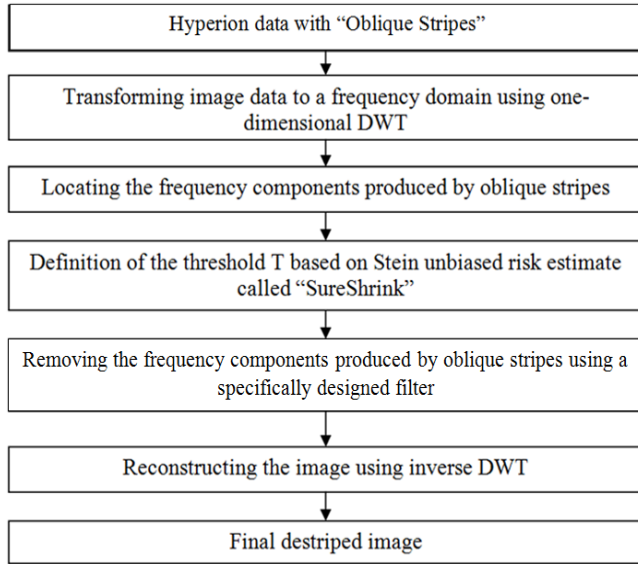 Hyperion data with “Oblique Stripes”
Transforming image data to a frequency domain using one-
dimensional DWT
Locating the frequency components produced by oblique stripes
Definition of the threshold T based on Stein unbiased risk estimate
called “SureShrink”
Removing the frequency components produced by oblique stripes using a
specifically designed filter
Reconstructing the image using inverse DWT
Final destriped image